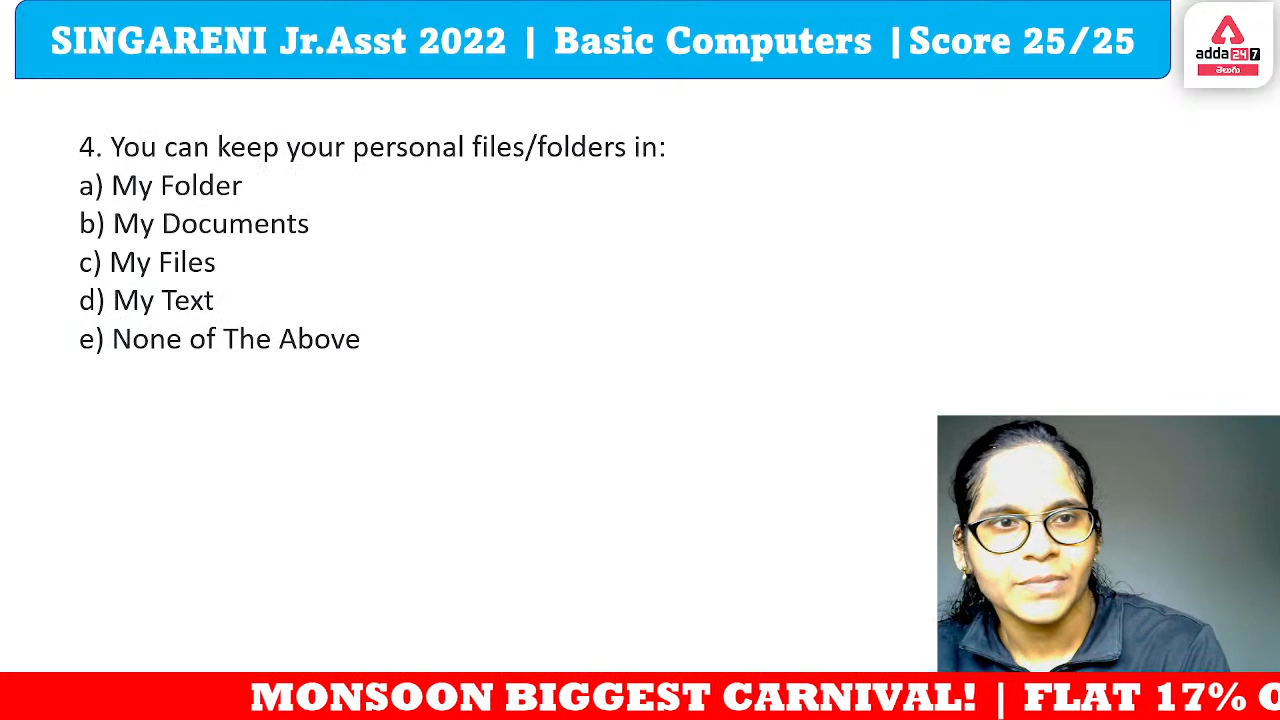 SINGARENI Jr.Asst 2022 | Basic Computers |Score 25/25
adda247
తెలుగు
4. You can keep your personal files/folders in:
a) My Folder
b) My Documents
c) My Files
d) My Text
e) None of The Above
MONSOON BIGGEST CARNIVAL! | FLAT 17%